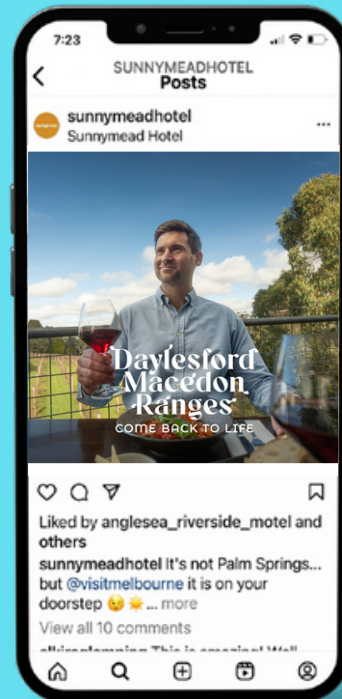 7:23
SUNNYMEADHOTEL
Posts
sunnymeadhotel
Sunnymead Hotel
Daylesford
Macedon
Ranges
COME BACK TO LIFE
Liked by anglesea_riverside_motel and
others
sunnymeadhotel It's not Palm Springs...
but @visitmelbourne it is on your
doorstep 😉 ☀️ ... more
View all 10 comments